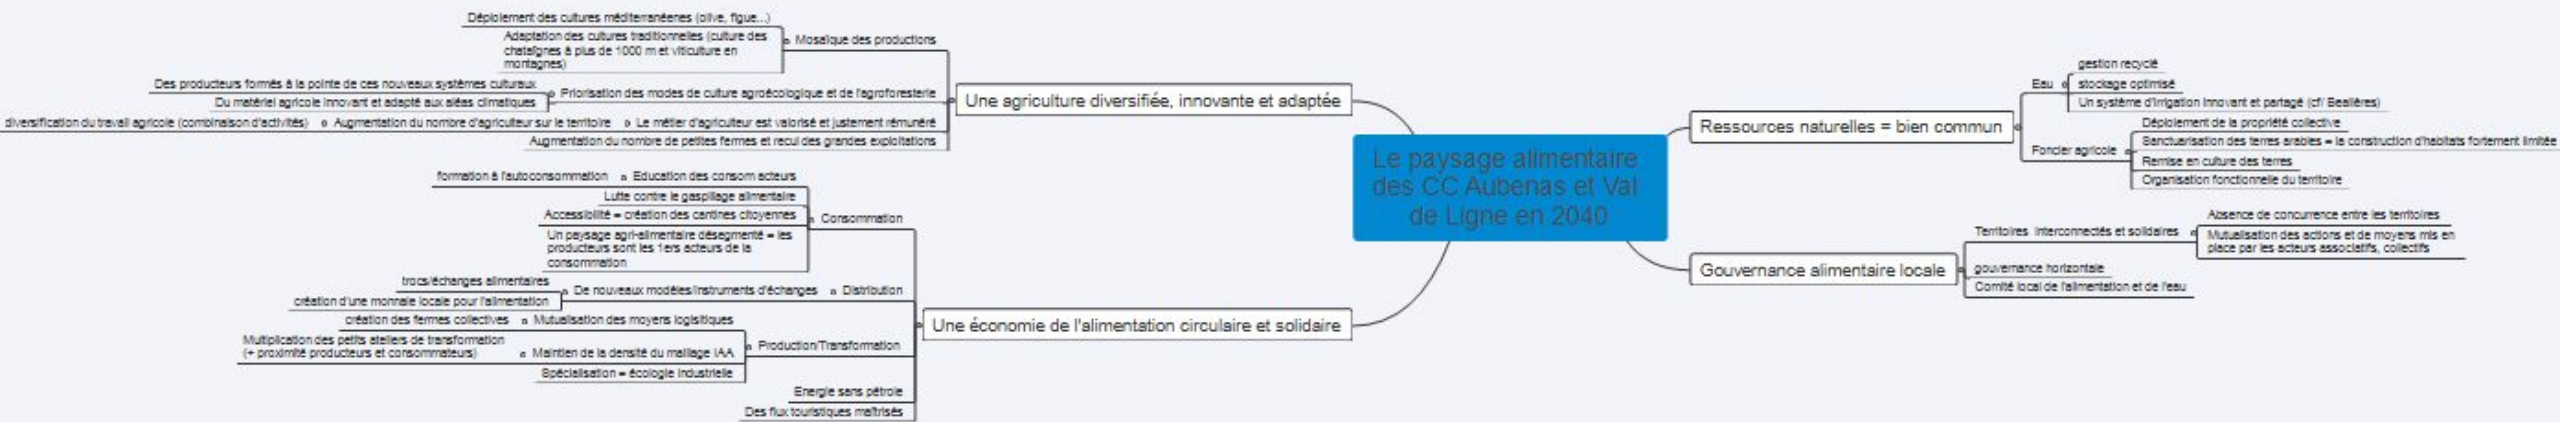 Le paysage alimentaire
des CC Aubenas et Val
de Ligne en 2040
Une agriculture diversifiée, innovante et adaptée
Mosaïque des productions
Déploiement des cultures méditerranéenes (olive, figue...)
Adaptation des cultures traditionnelles (culture des
chataîgnes à plus de 1000 m et viticulture en
montagnes)
Priorisation des modes de culture agroécologique et de l'agroforesterie
Des producteurs formés à la pointe de ces nouveaux systèmes culturaux
Du matériel agricole innovant et adapté aux aléas climatiques
Le métier d'agriculteur est valorisé et justement rémunéré
Augmentation du nombre d'agriculteur sur le territoire
diversification du travail agricole (combinaison d'activités)
Augmentation du nombre de petites fermes et recul des grandes exploitations
Une économie de l'alimentation circulaire et solidaire
Consommation
Education des consom acteurs
formation à l'autoconsommation
Lutte contre le gaspillage alimentaire
Accessibilité = création des cantines citoyennes
Un paysage agri-alimentaire désegmenté = les
producteurs sont les 1ers acteurs de la
consommation
Distribution
De nouveaux modèles/instruments d'échanges
trocs/échanges alimentaires
création d'une monnaie locale pour l'alimentation
Production/Transformation
Mutualisation des moyens logisitiques
création des fermes collectives
Maintien de la densité du maillage IAA
Multiplication des petits ateliers de transformation
(+ proximité producteurs et consommateurs)
Spécialisation = écologie industrielle
Energie sans pétrole
Des flux touristiques maîtrisés
Ressources naturelles = bien commun
Eau
gestion recyclé
stockage optimisé
Un système d'irrigation innovant et partagé (cf/ Bealières)
Foncier agricole
Déploiement de la propriété collective
Sanctuarisation des terres arables = la construction d'habitats fortement limitée
Remise en culture des terres
Organisation fonctionnelle du territoire
Gouvernance alimentaire locale
Territoires interconnectés et solidaires
Absence de concurrence entre les territoires
Mutualisation des actions et de moyens mis en
place par les acteurs associatifs, collectifs
gouvernance horizontale
Comité local de l'alimentation et de l'eau